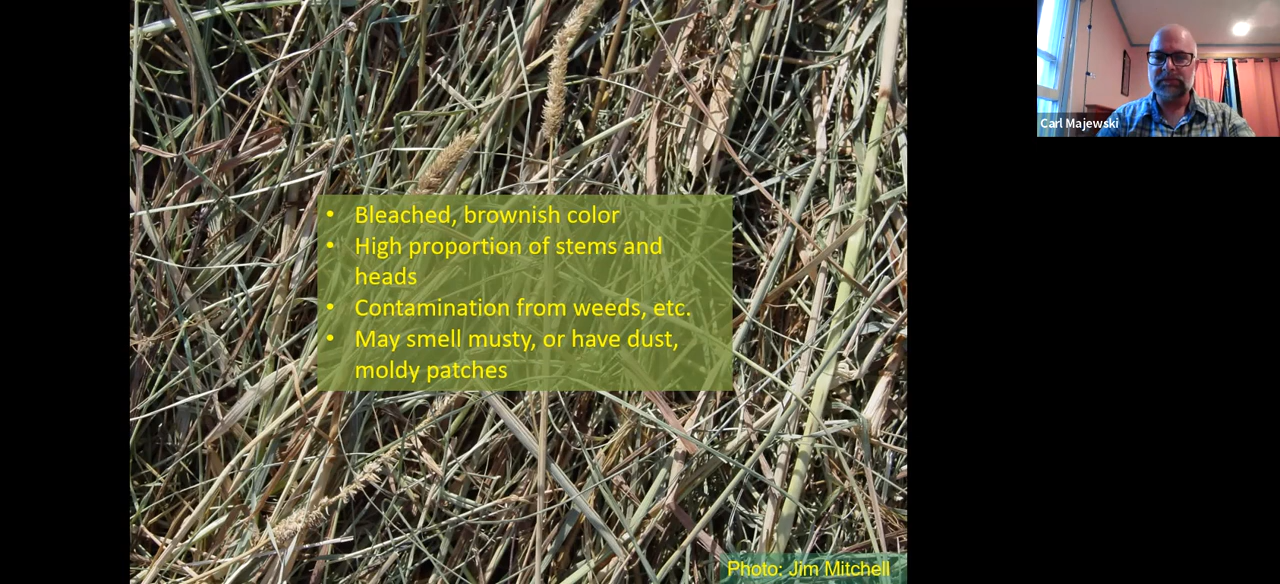 • Bleached, brownish color
• High proportion of stems and
heads
• Contamination from weeds, etc.
• May smell musty, or have dust,
moldy patches
Photo: Jim Mitchell
Carl Majewski